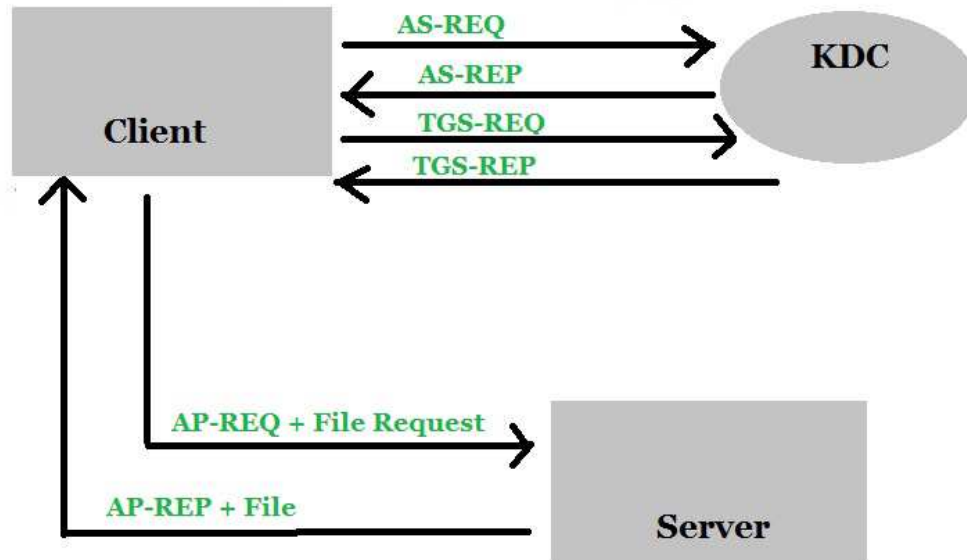 AS-REQ
KDC
AS-REP
Client
TGS-REQ
TGS-REP
AP-REQ + File Request
AP-REP + File
Server